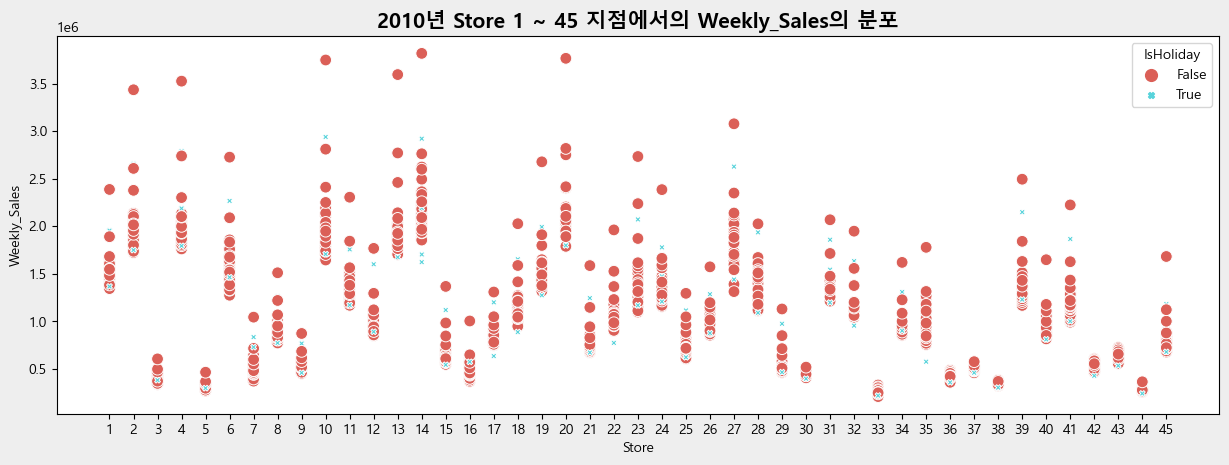 2010년 Store 1 ~ 45 지점에서의 Weekly_Sales의 분포
1e6
IsHoliday
False
True
3.5
3.0
2.5
2.0
1.5
1.0
0.5
Weekly_Sales
1 2 3 4 5 6 7 8 9 10 11 12 13 14 15 16 17 18 19 20 21 22 23 24 25 26 27 28 29 30 31 32 33 34 35 36 37 38 39 40 41 42 43 44 45
Store